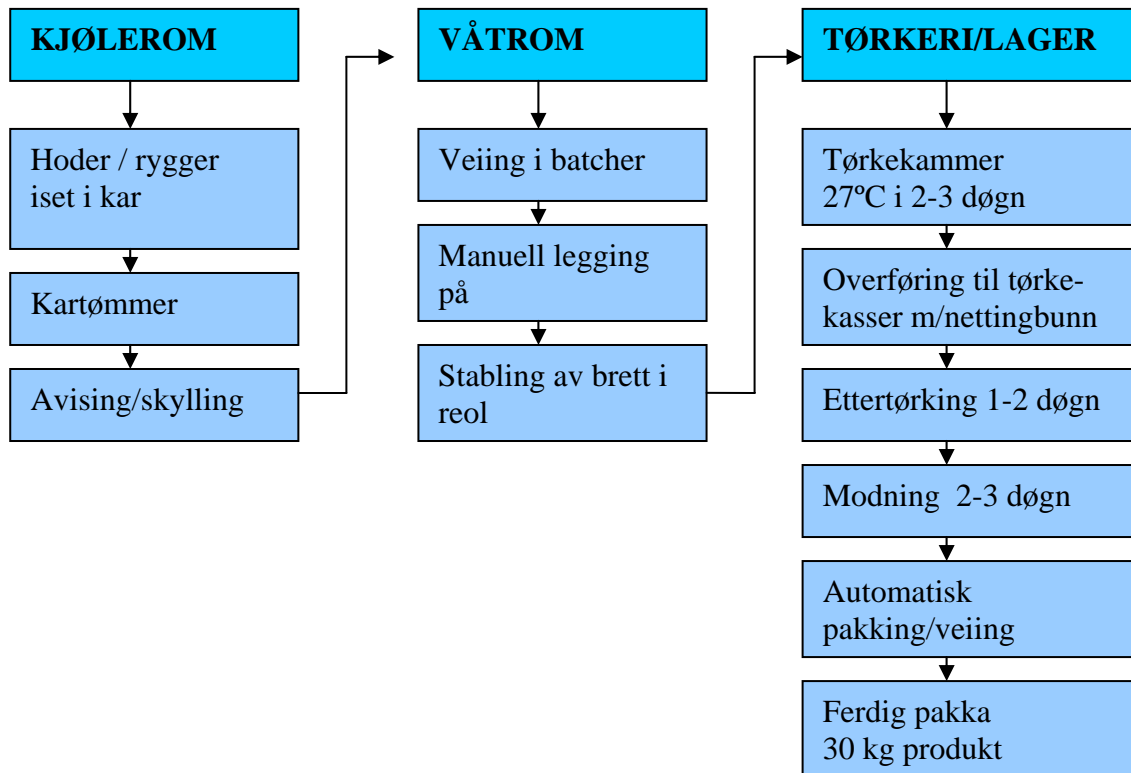 KJØLEROM
Hoder / rygger
iset i kar
Kartømmer
Avising/skylling
VÅTROM
Veiing i batcher
Manuell legging
på
Stabling av brett i
reol
TØRKERI/LAGER
Tørkekammer
27ºC i 2-3 døgn
Overføring til tørke-
kasser m/nettingbunn
Ettertørking 1-2 døgn
Modning  2-3 døgn
Automatisk
pakking/veiing
Ferdig pakka
30 kg produkt